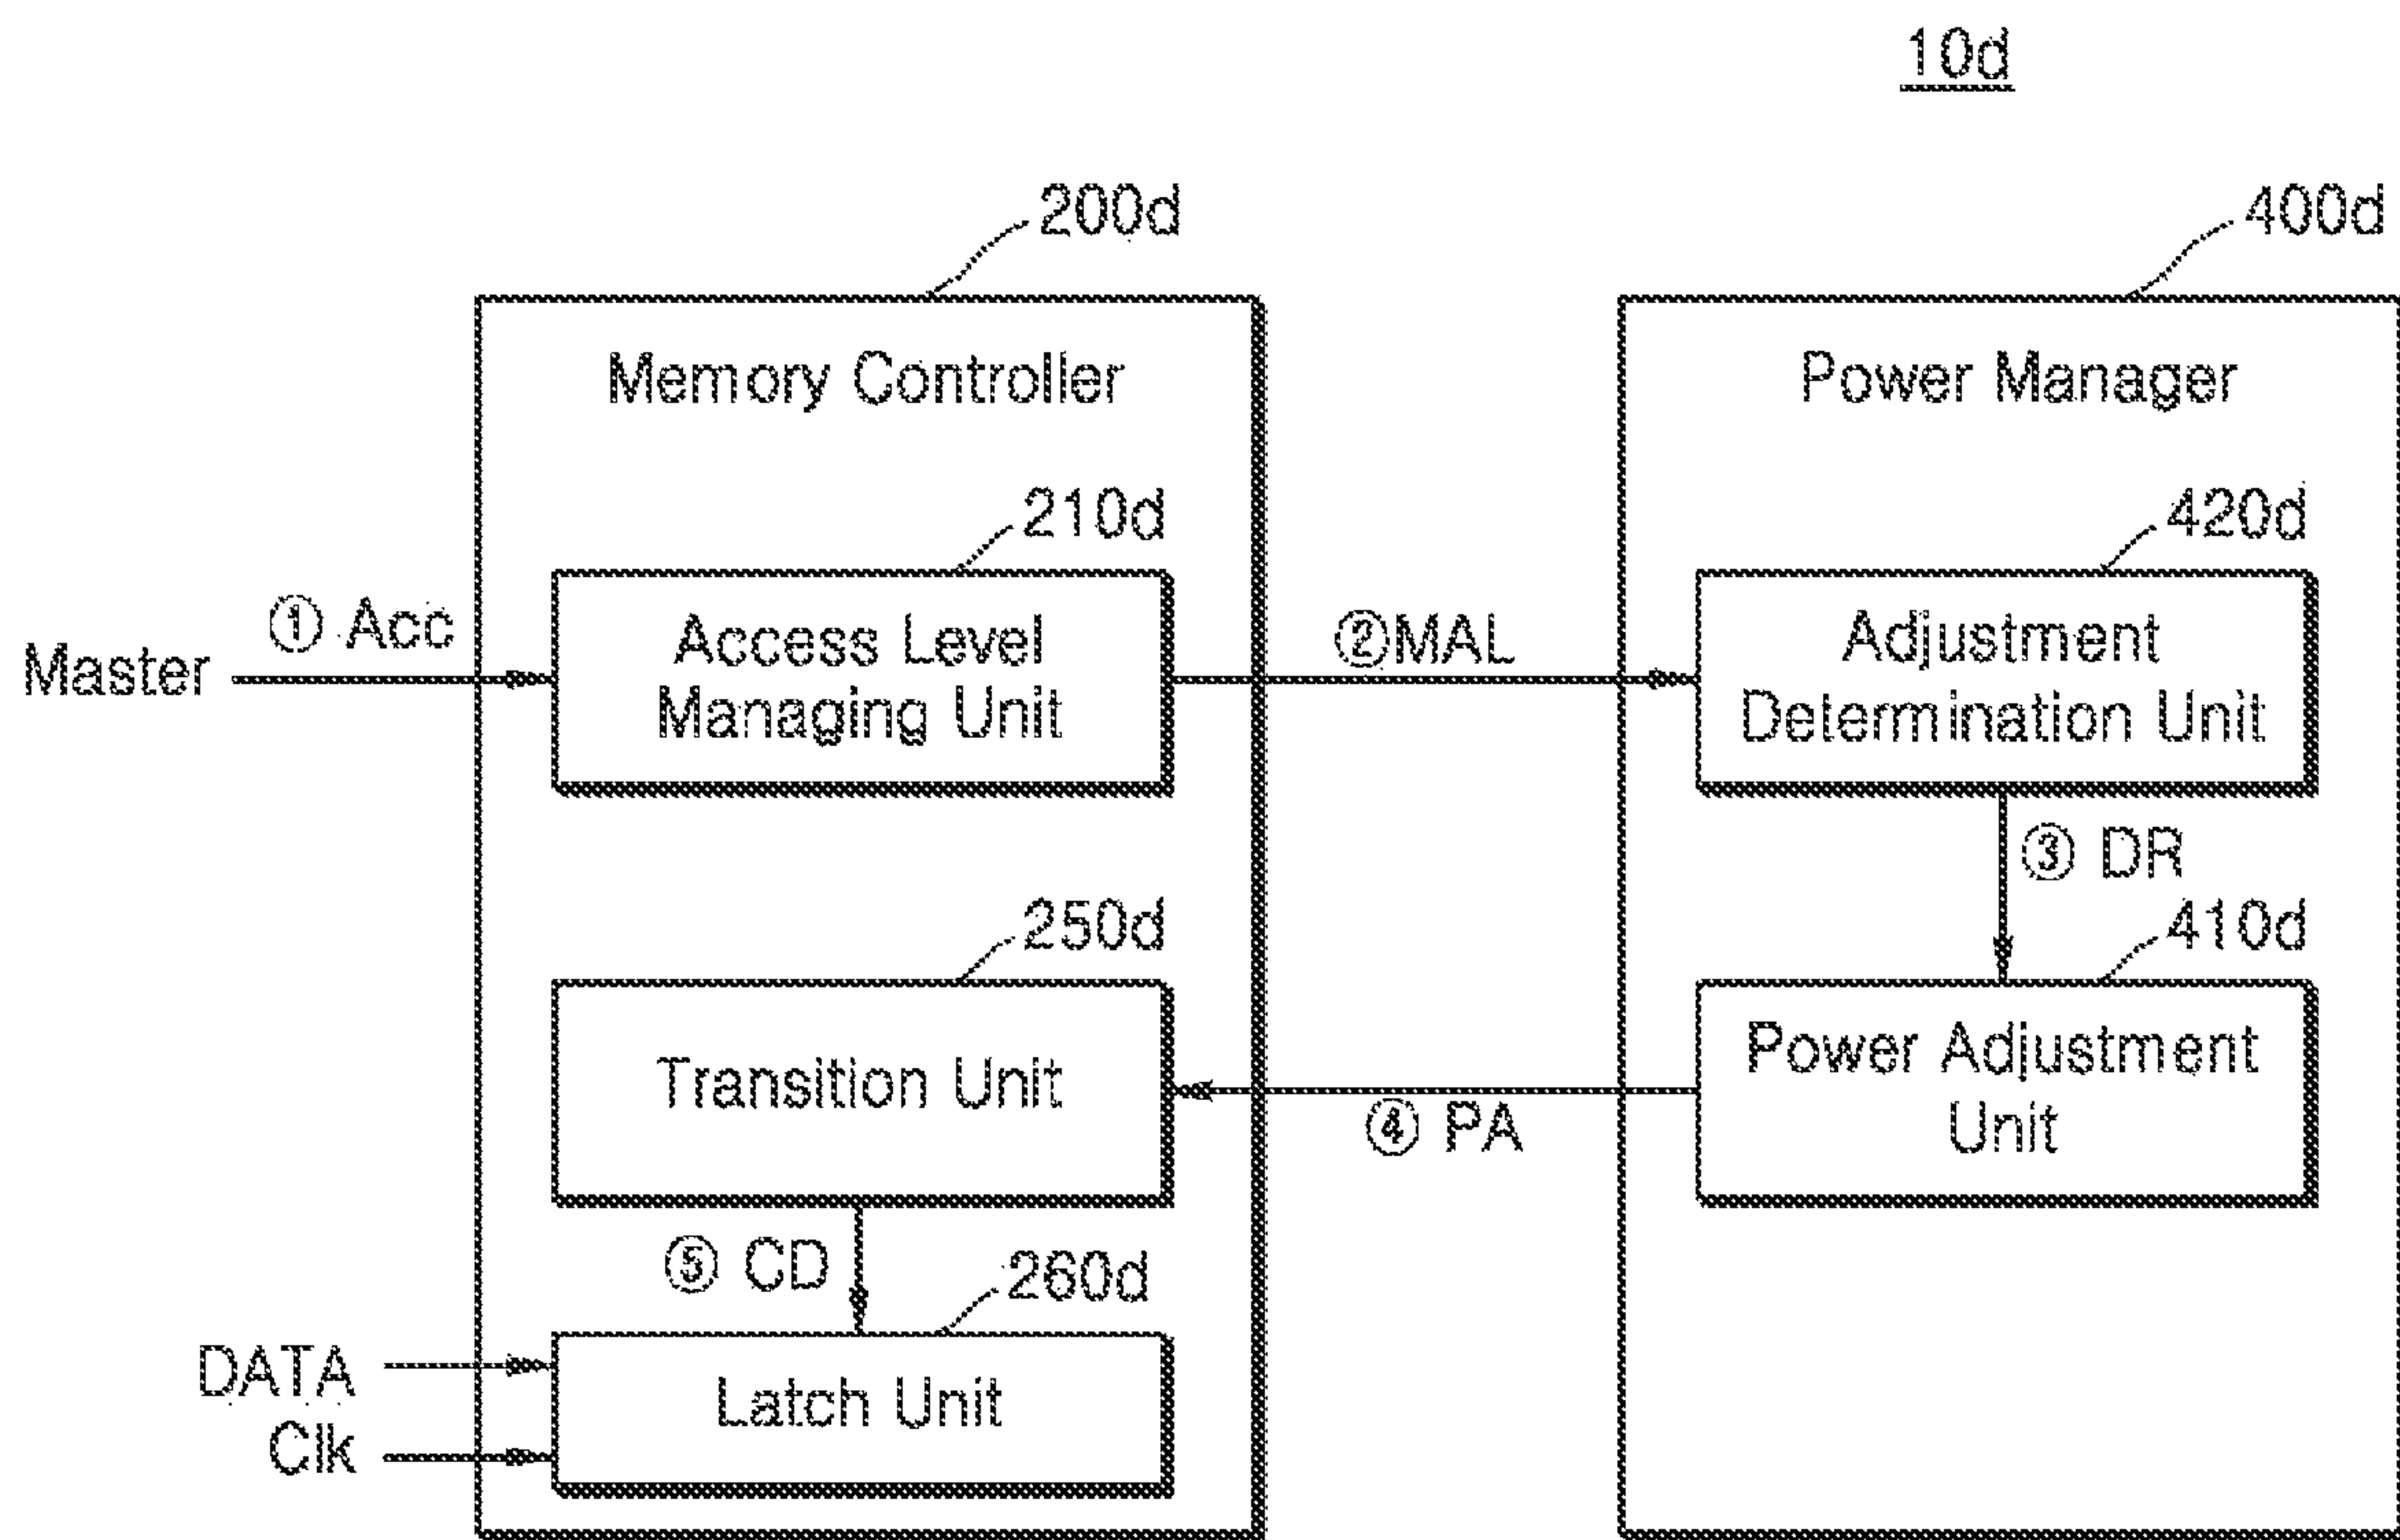 10d
200d
400d
Memory Controller
Power Manager
210d
420d
① Acc
Master
Access Level
Managing Unit
②MAL
Adjustment
Determination Unit
③ DR
250d
410d
Transition Unit
Power Adjustment
Unit
④ PA
⑤ CD
260d
DATA
Clk
Latch Unit